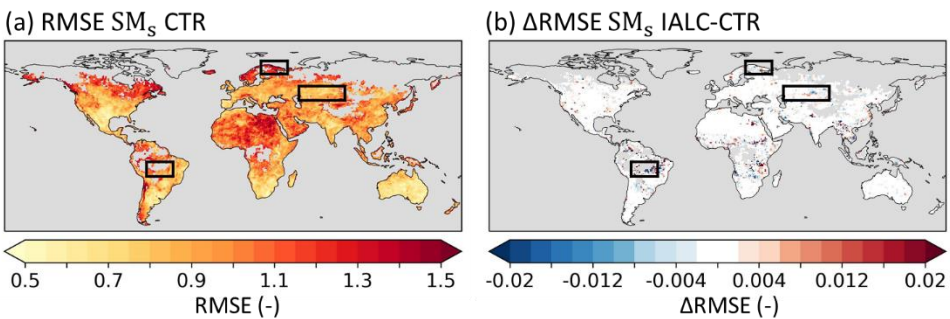 (a) RMSE SMₛ CTR
(b) ΔRMSE SMₛ IALC-CTR
0.5 0.7 0.9 1.1 1.3 1.5
RMSE (-)
-0.02 -0.012 -0.004 0.004 0.012 0.02
ΔRMSE (-)